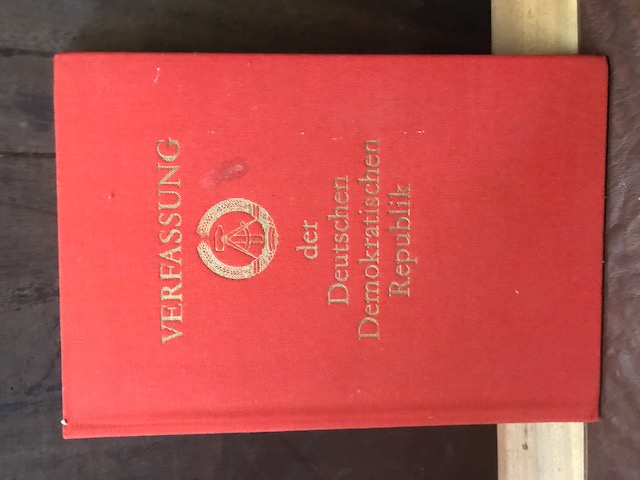 VERFASSUNG
der
Deutschen
Demokratischen
Republik